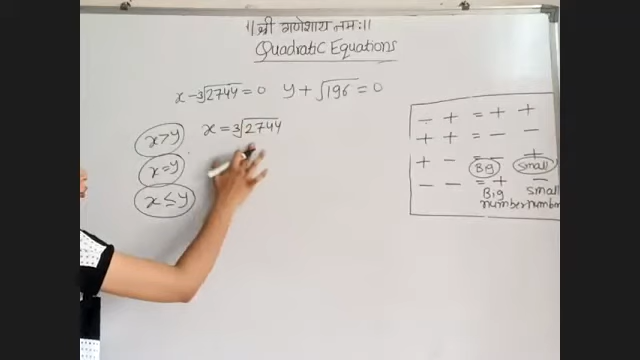 ||श्री गणेशाय नमः||
Quadratic Equations
x - ∛2744 = 0 y + √196 = 0
x = ∛2744
x > y
x = y
x ≤ y
- + = + +
+ + = - -
+ - = - +
- - = + -
Big Small
Big number small number